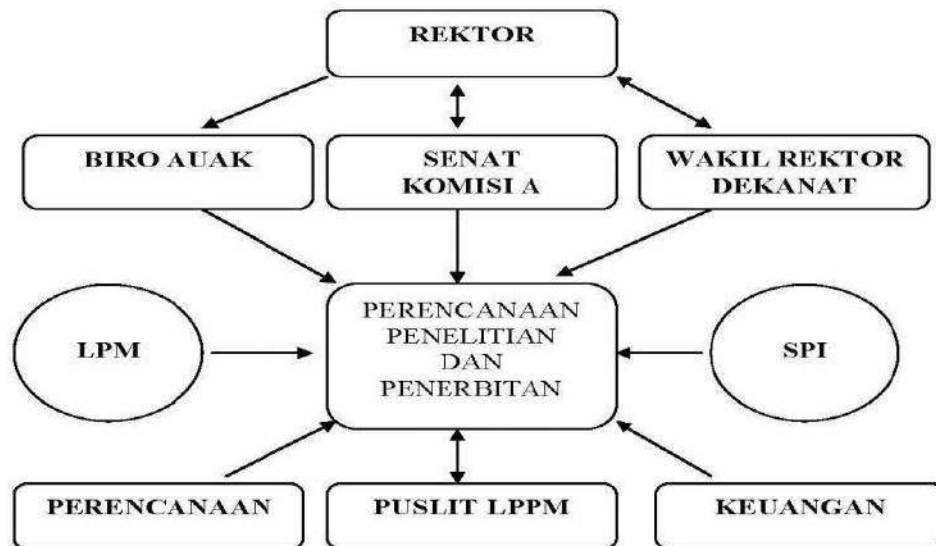 REKTOR
BIRO AUAK
SENAT
KOMISI A
WAKIL REKTOR
DEKANAT
LPM
PERENCANAAN
PENELITIAN
DAN
PENERBITAN
SPI
PERENCANAAN
PUSLIT LPPM
KEUANGAN